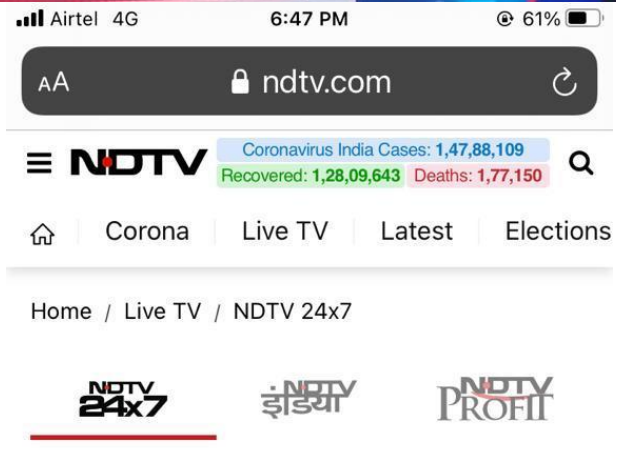 Airtel 4G 6:47 PM 61%
AA ndtv.com
NDTV Coronavirus India Cases: 1,47,88,109
Recovered: 1,28,09,643 Deaths: 1,77,150
Corona Live TV Latest Elections
Home / Live TV / NDTV 24x7
NDTV 24x7 NDTV इंडिया NDTV PROFIT